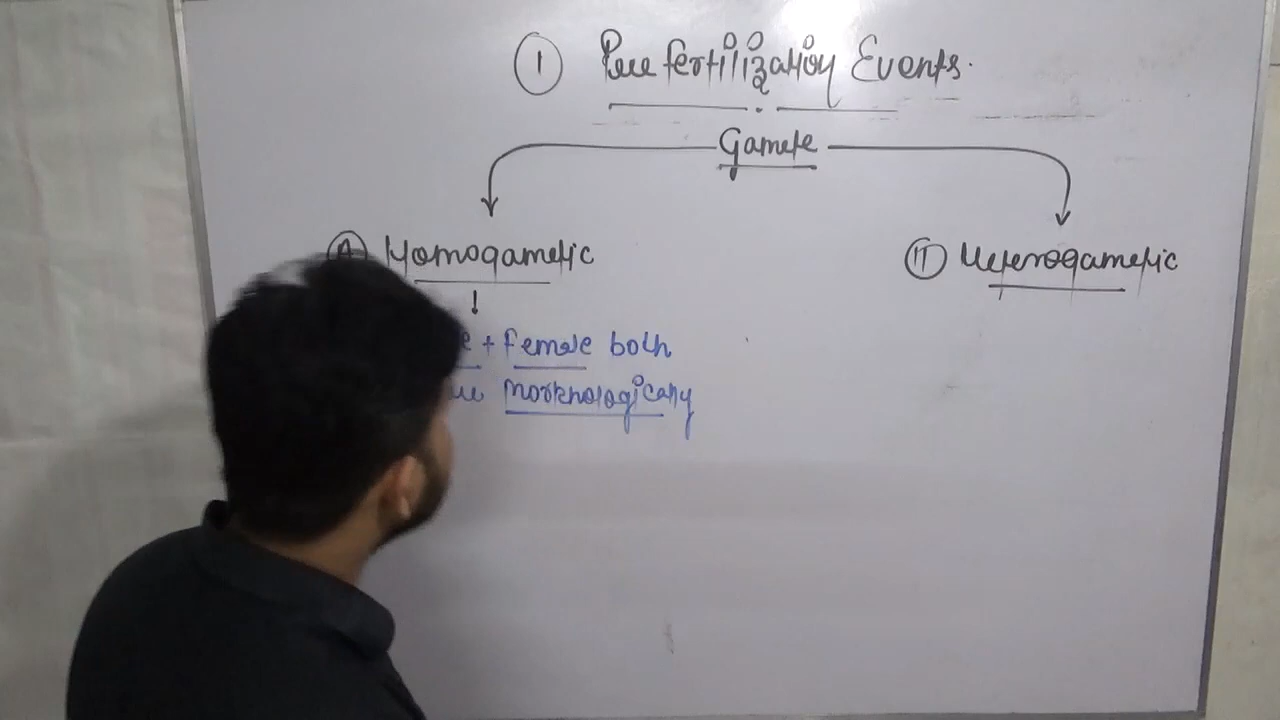 ① Pre fertilization Events.
Gamete
Homogametic
Ⅱ Heterogametic
+ female both
morphologically